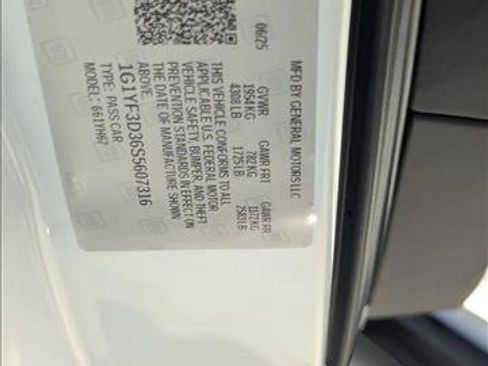 MFD BY GENERAL MOTORS LLC
06/25 GVWR GAWR FRT GAWR RR
1954 KG 782 KG 1172 KG
4308 LB 1725 LB 2583 LB
THIS VEHICLE CONFORMS TO ALL
APPLICABLE U.S. FEDERAL MOTOR
VEHICLE SAFETY, BUMPER, AND THEFT
PREVENTION STANDARDS IN EFFECT ON
THE DATE OF MANUFACTURE SHOWN
ABOVE.
1G1YF3D36S5607316
TYPE: PASS CAR
MODEL: 661YH67